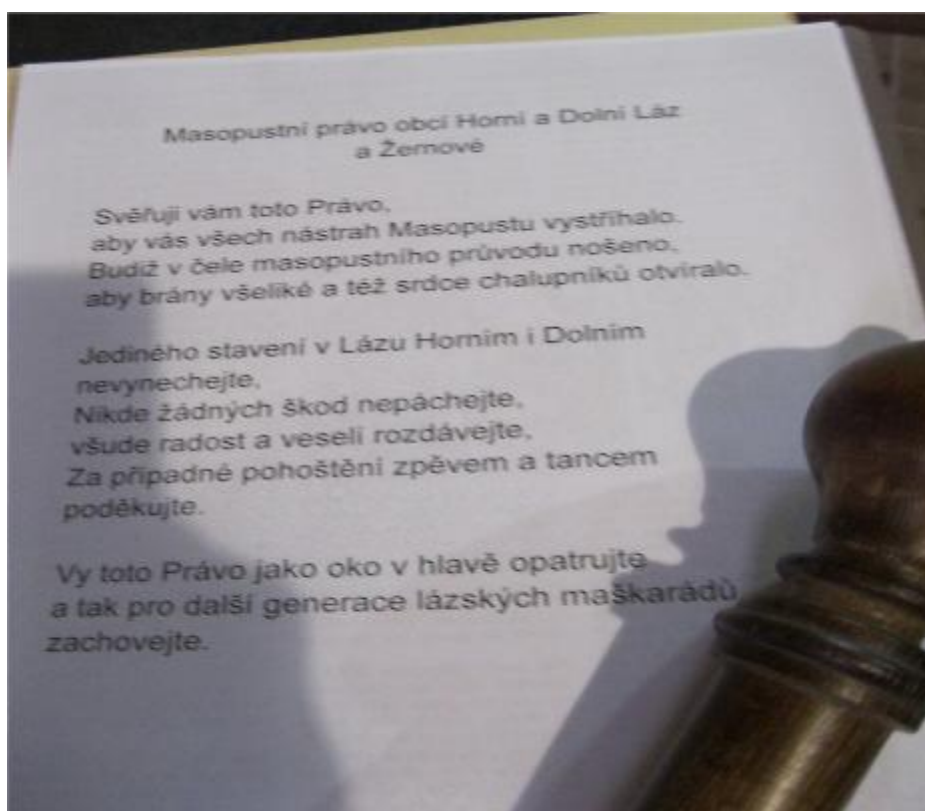 Masopustní právo obcí Horní a Dolní Láz
a Žernové
Svěřuji vám toto Právo,
aby vás všech nástrah Masopustu vystříhalo.
Budiž v čele masopustního průvodu nošeno,
aby brány všeliké a též srdce chalupníků otvíralo.
Jediného stavení v Lázu Horním i Dolním
nevynechejte,
Nikde žádných škod nepáchejte,
všude radost a veselí rozdávejte,
Za případné pohoštění zpěvem a tancem
poděkujte.
Vy toto Právo jako oko v hlavě opatrujte
a tak pro další generace lázských maškarádů
zachovejte.